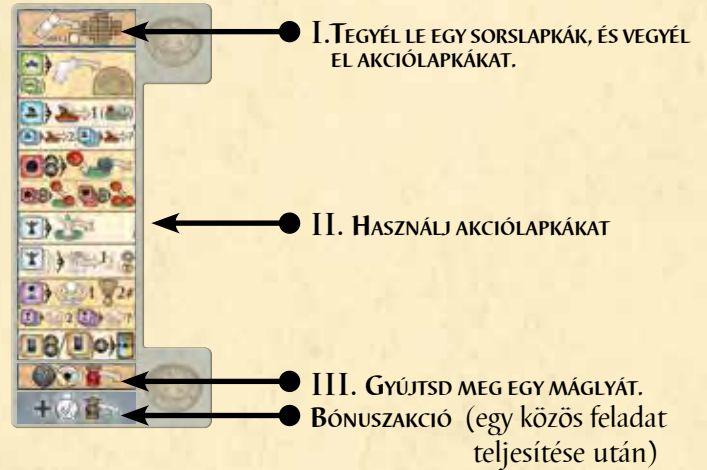 I.TEGYÉL LE EGY SORSLAPKÁK, ÉS VEGYÉL
EL AKCIÓLAPKÁKAT.
II. HASZNÁLJ AKCIÓLAPKÁKAT
III. GYÚJTSD MEG EGY MÁGLYÁT.
BÓNUSZAKCIÓ (egy közös feladat
teljesítése után)